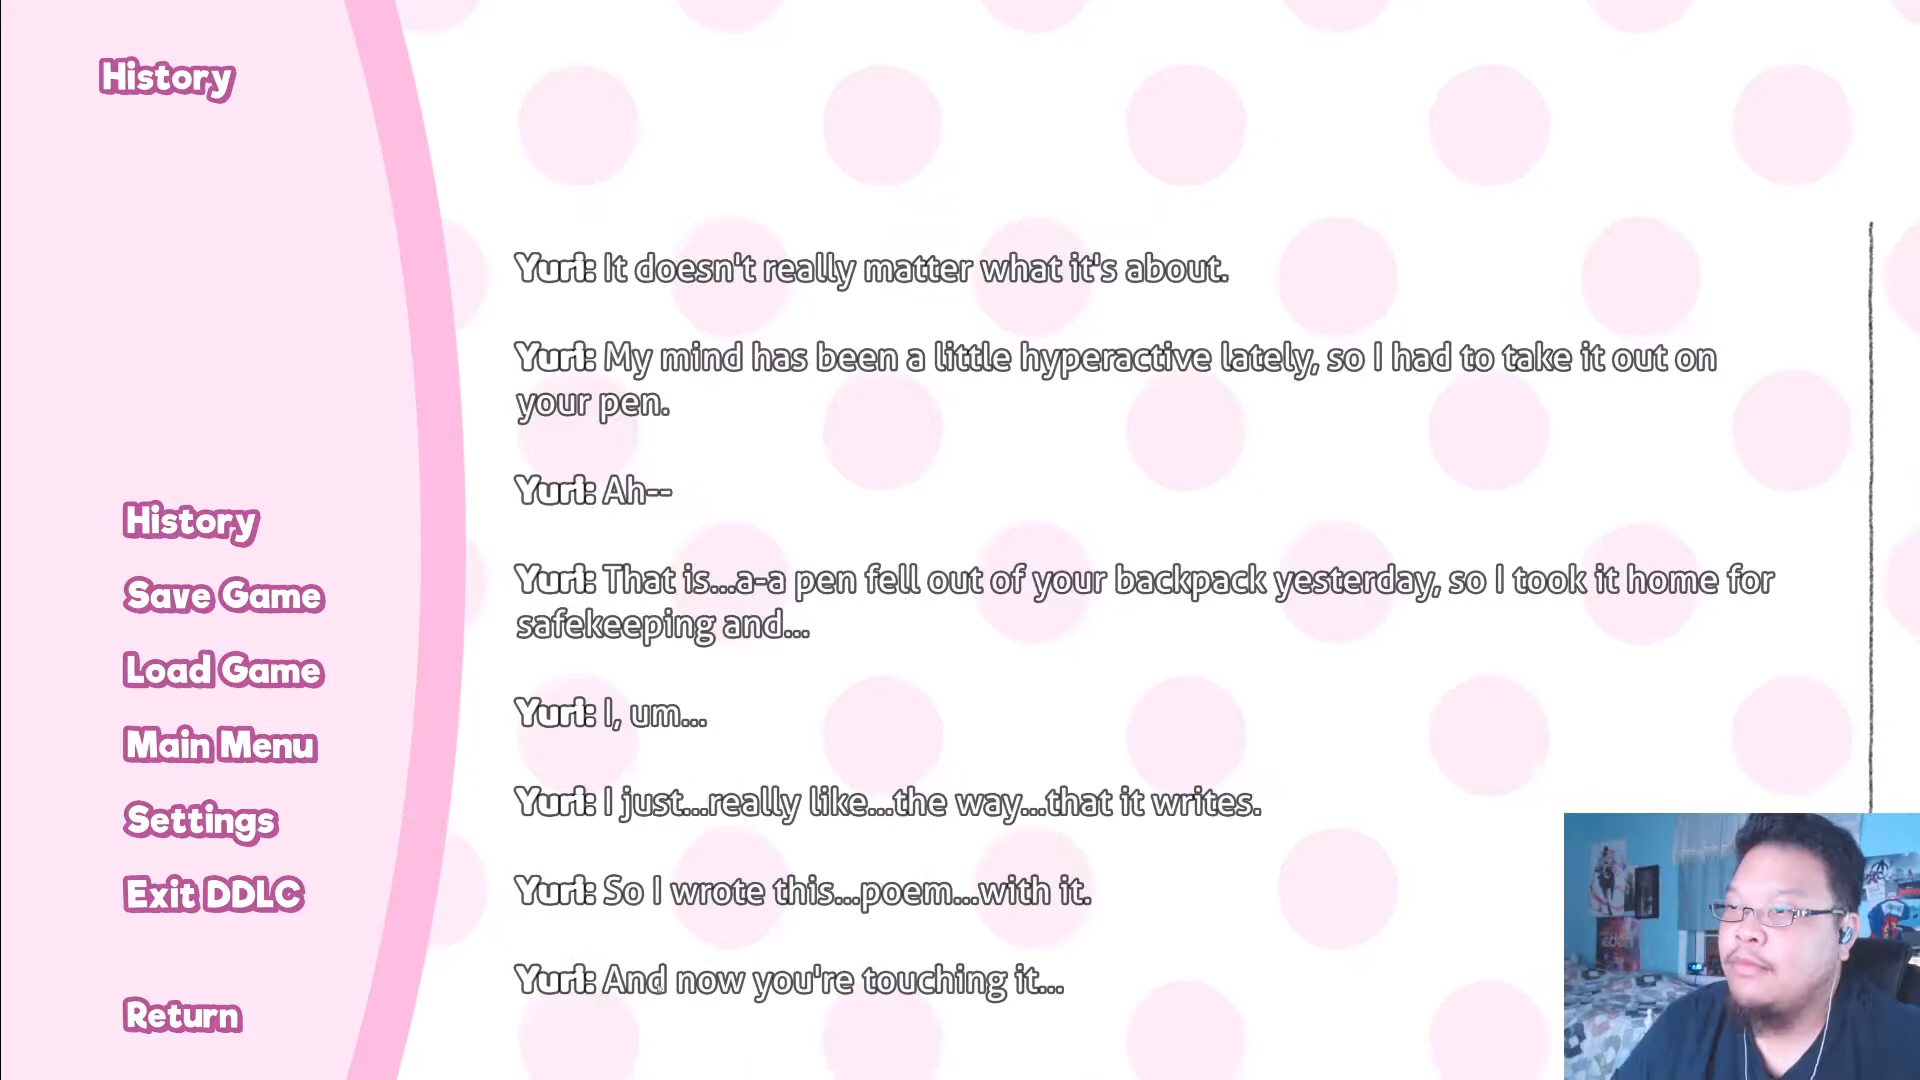 History
Yuri: It doesn't really matter what it's about.
Yuri: My mind has been a little hyperactive lately, so I had to take it out on
your pen.
Yuri: Ah--
Yuri: That is...a-a pen fell out of your backpack yesterday, so I took it home for
safekeeping and...
Yuri: I, um...
Yuri: I just...really like...the way...that it writes.
Yuri: So I wrote this...poem...with it.
Yuri: And now you're touching it...
History
Save Game
Load Game
Main Menu
Settings
Exit DDLC
Return
eden